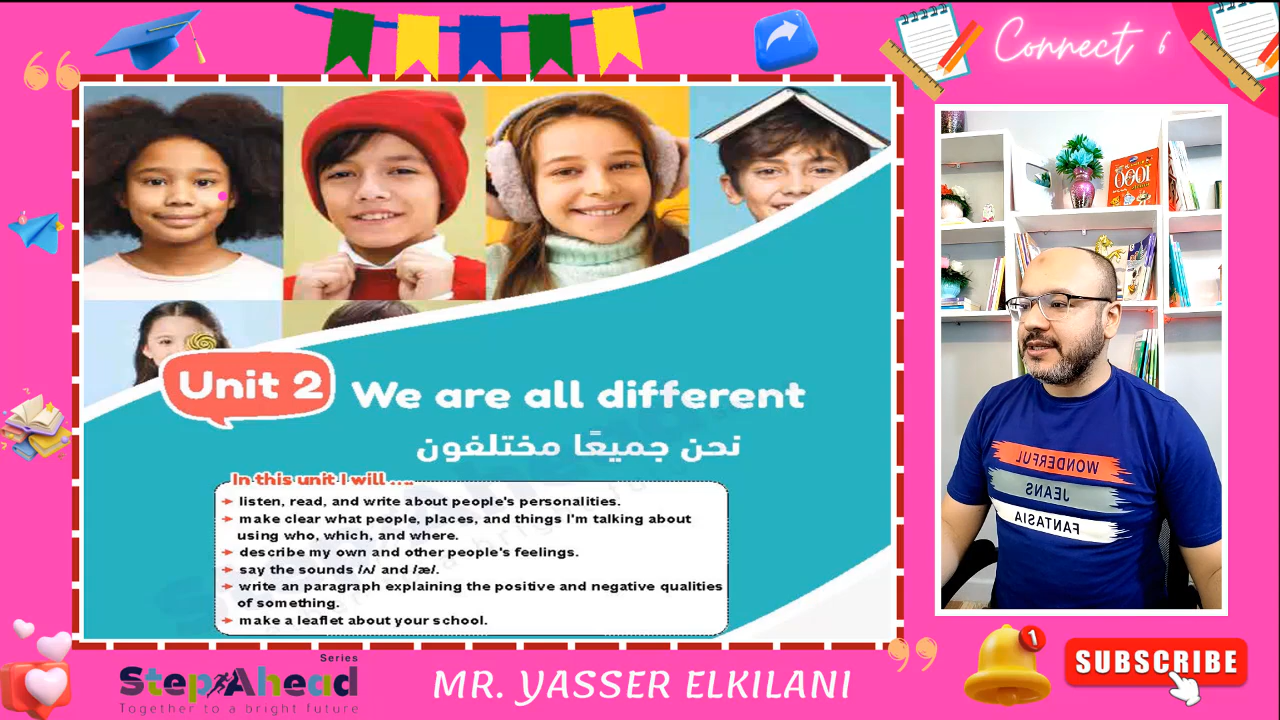 Connect 6
1001
Unit 2
We are all different
نحن جميعًا مختلفون
In this unit I will ...
listen, read, and write about people's personalities.
make clear what people, places, and things I'm talking about
using who, which, and where.
describe my own and other people's feelings.
say the sounds /ʌ/ and /æ/.
write an paragraph explaining the positive and negative qualities
of something.
make a leaflet about your school.
WONDERFUL
JEANS
FANTASIA
StepAhead
Series
Together to a bright future
MR. YASSER ELKILANI
1
SUBSCRIBE